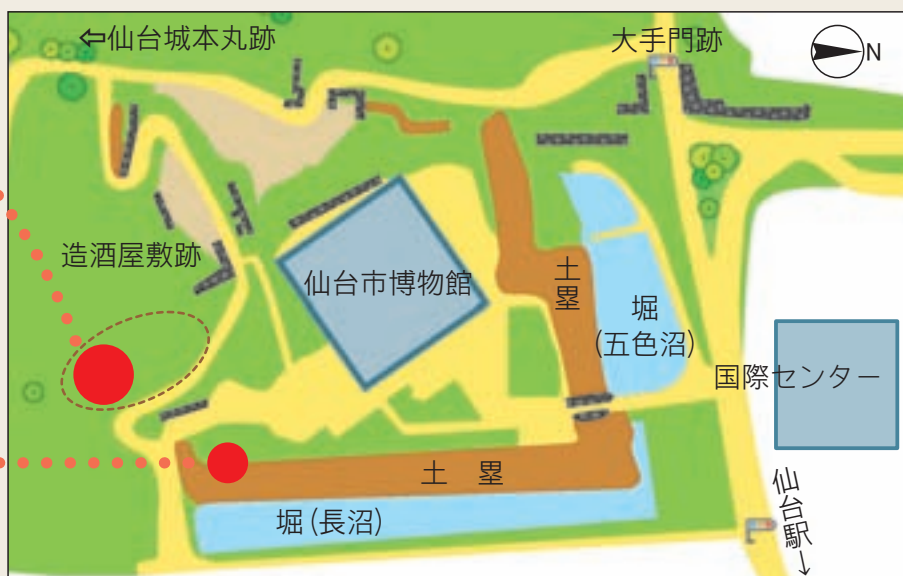 ⇦仙台城本丸跡
大手門跡
N
造酒屋敷跡
仙台市博物館
土塁
堀
(五色沼)
国際センター
土 塁
堀(長沼)
仙台駅→